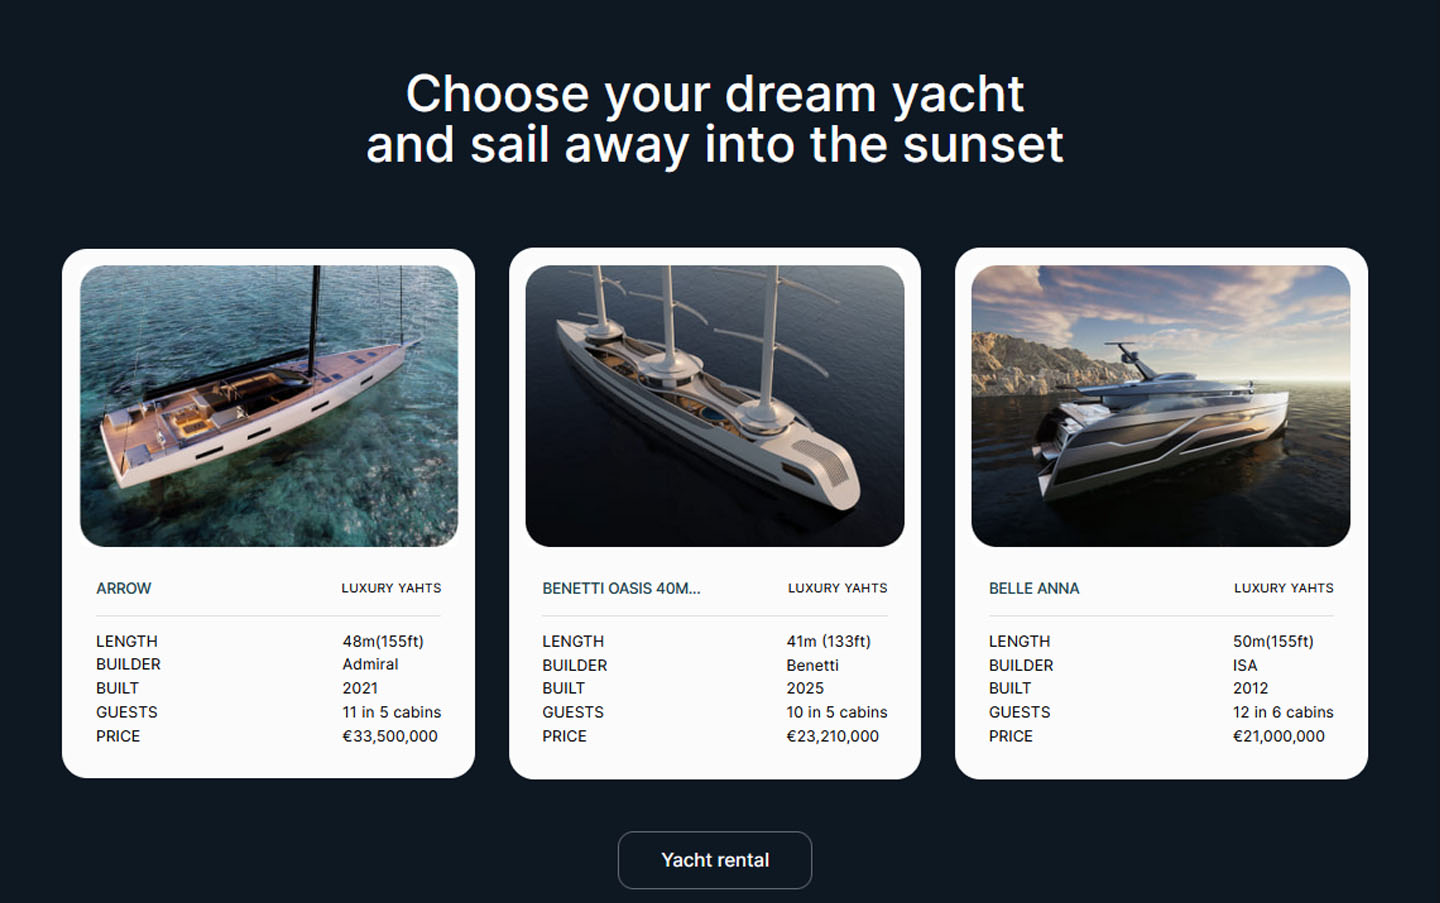 Choose your dream yacht
and sail away into the sunset
ARROW LUXURY YAHTS
LENGTH 48m(155ft)
BUILDER Admiral
BUILT 2021
GUESTS 11 in 5 cabins
PRICE €33,500,000
BENETTI OASIS 40M... LUXURY YAHTS
LENGTH 41m (133ft)
BUILDER Benetti
BUILT 2025
GUESTS 10 in 5 cabins
PRICE €23,210,000
BELLE ANNA LUXURY YAHTS
LENGTH 50m(155ft)
BUILDER ISA
BUILT 2012
GUESTS 12 in 6 cabins
PRICE €21,000,000
Yacht rental